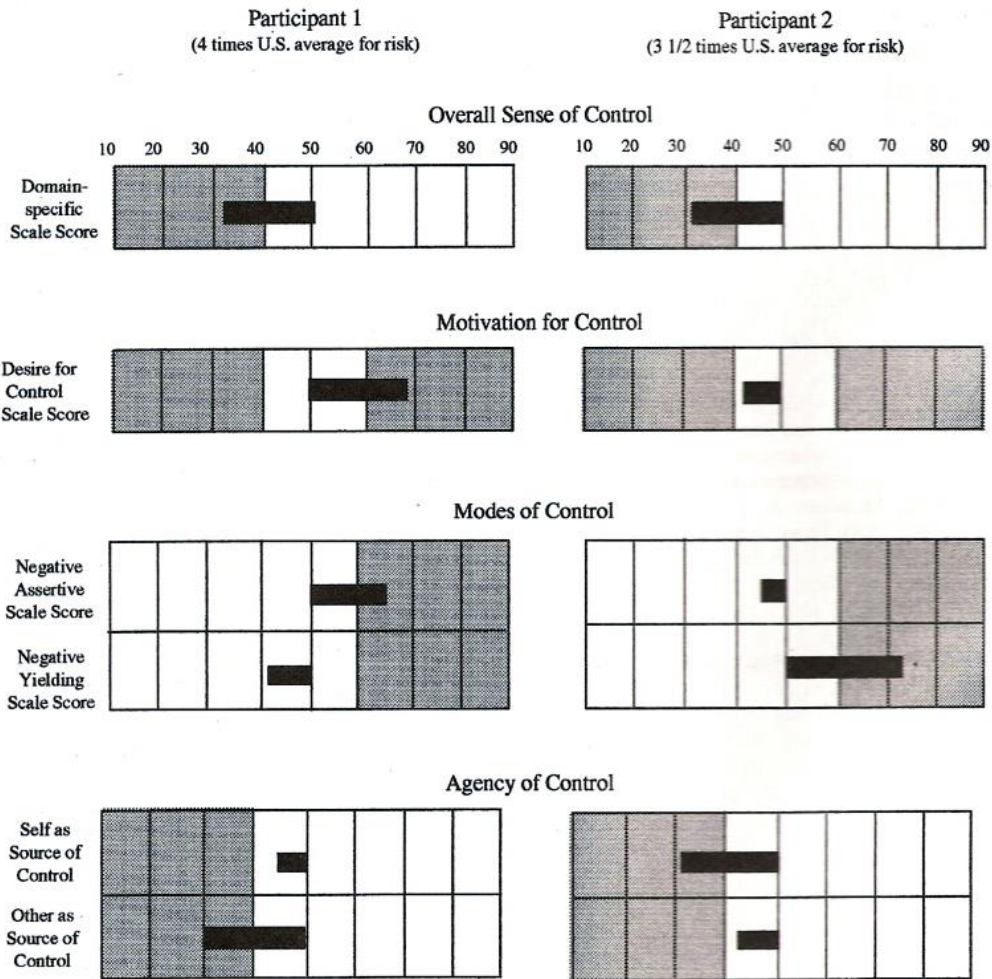 Participant 1
(4 times U.S. average for risk)
Participant 2
(3 1/2 times U.S. average for risk)
Overall Sense of Control
10 20 30 40 50 60 70 80 90
10 20 30 40 50 60 70 80 90
Domain-
specific
Scale Score
Motivation for Control
Desire for
Control
Scale Score
Modes of Control
Negative
Assertive
Scale Score
Negative
Yielding
Scale Score
Agency of Control
Self as
Source of
Control
Other as
Source of
Control